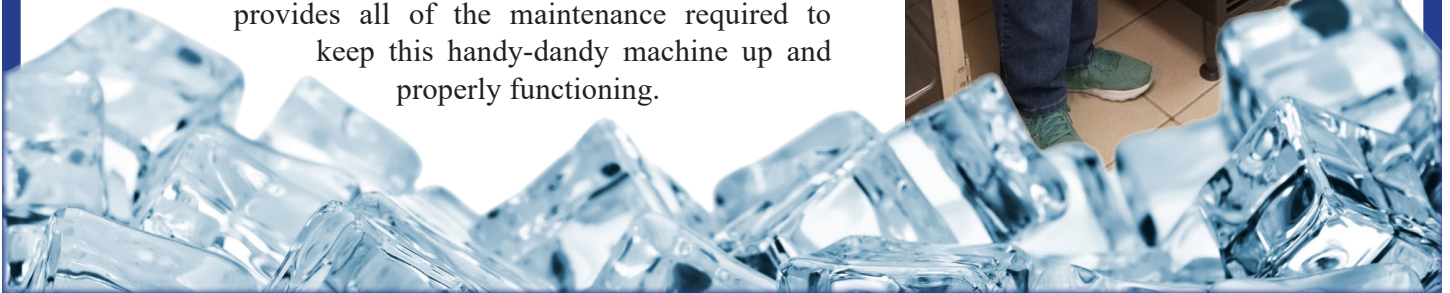 provides all of the maintenance required to
keep this handy-dandy machine up and
properly functioning.